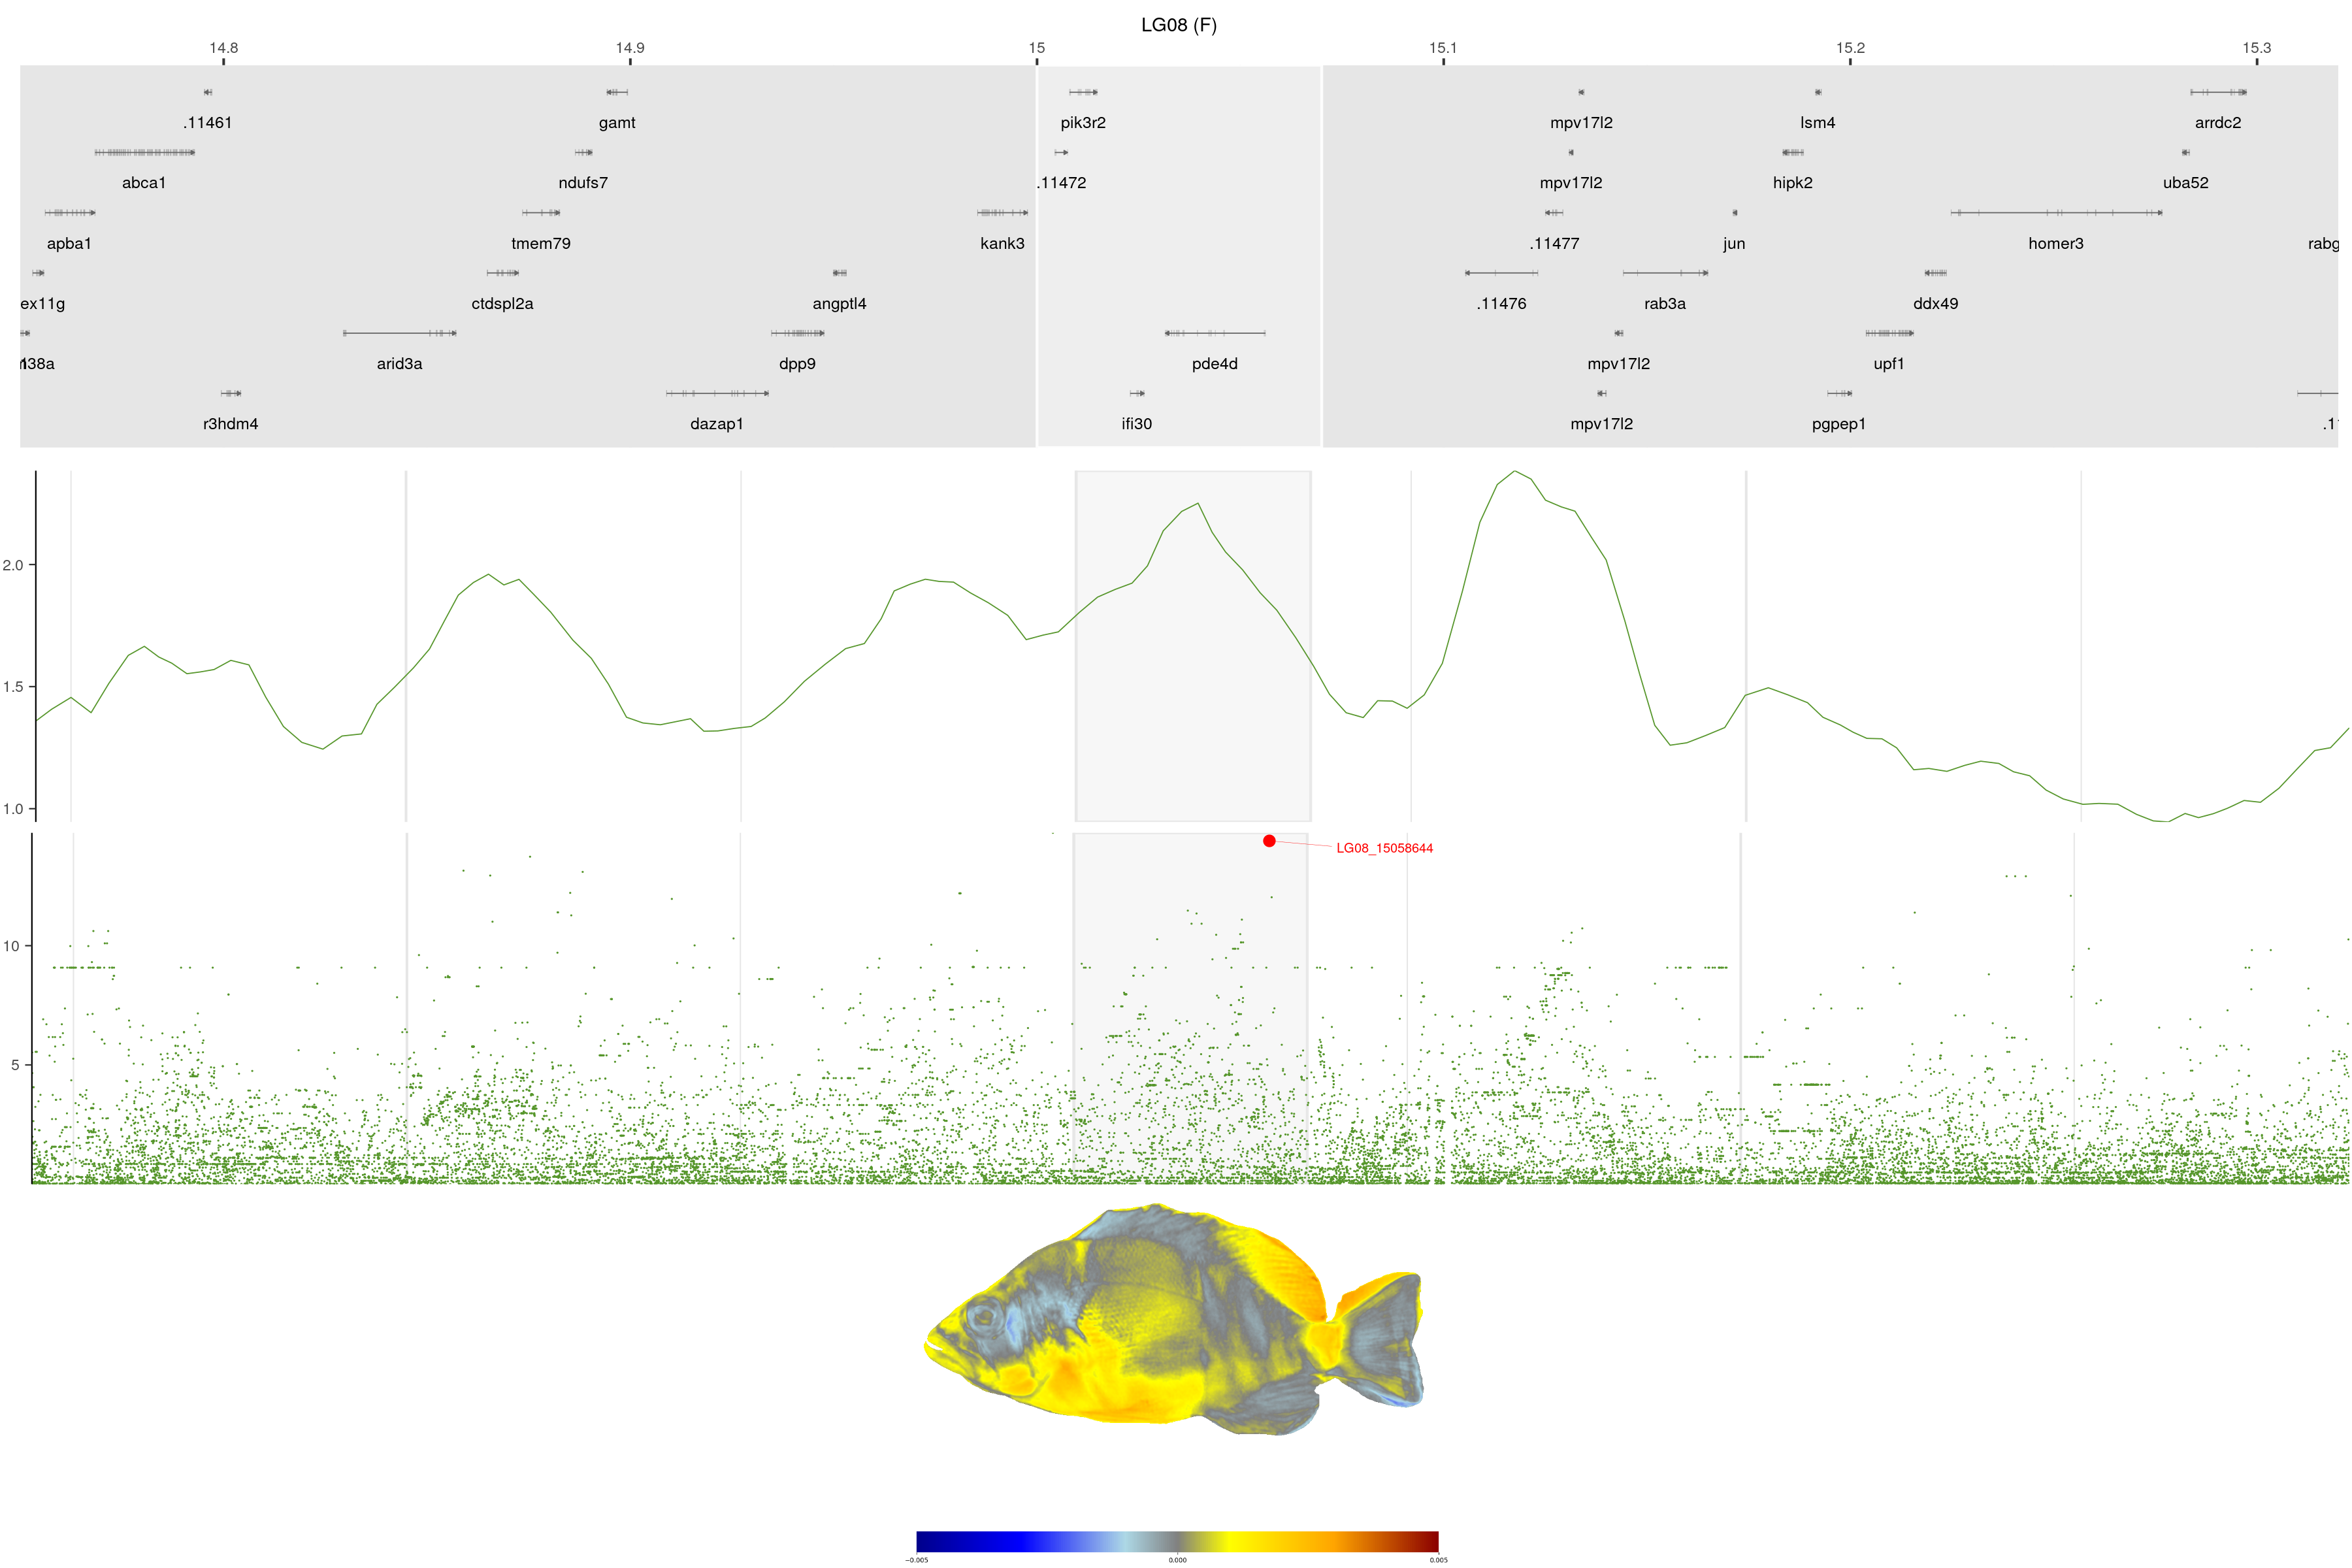 LG08 (F)
14.8 14.9 15 15.1 15.2 15.3
.11461 gamt pik3r2 mpv17l2 lsm4 arrdc2
abca1 ndufs7 .11472 mpv17l2 hipk2 uba52
apba1 tmem79 kank3 .11477 jun homer3 rabg
ex11g ctdspl2a angptl4 .11476 rab3a ddx49
138a arid3a dpp9 pde4d mpv17l2 upf1
r3hdm4 dazap1 ifi30 mpv17l2 pgpep1 .1
2.0
1.5
1.0
LG08_15058644
10
5
−0.005 0.000 0.005